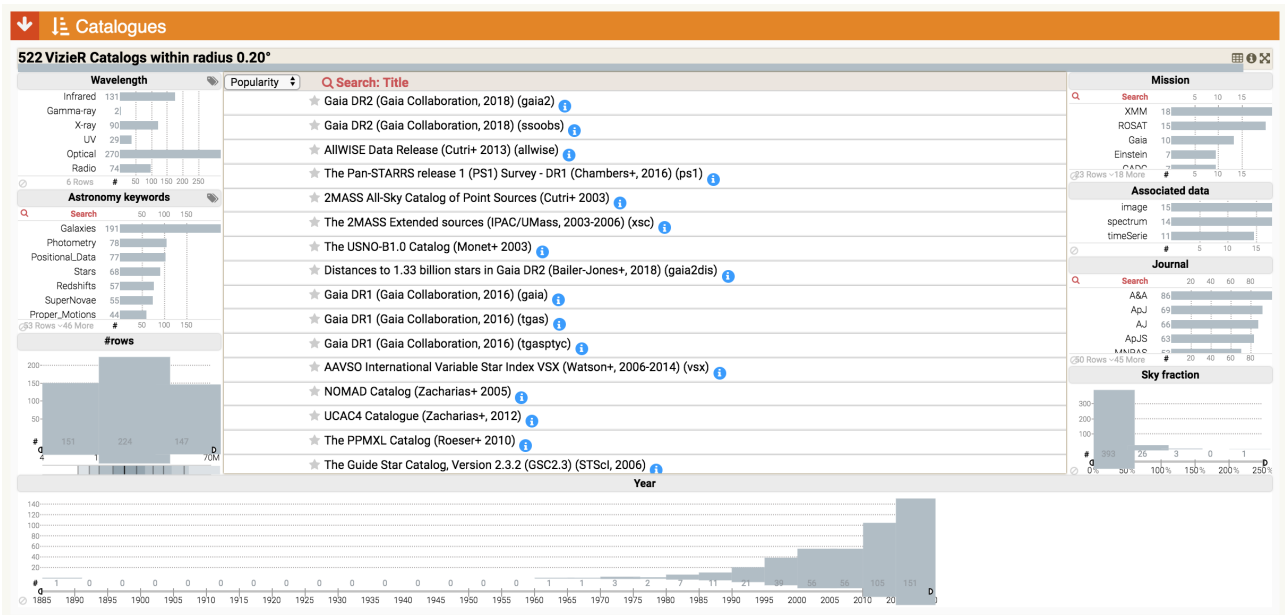 Catalogues
522 VizieR Catalogs within radius 0.20°
Wavelength
Infrared 131
Gamma-ray 2
X-ray 90
UV 29
Optical 270
Radio 74
6 Rows # 50 100 150 200 250
Astronomy keywords
Search 50 100 150
Galaxies 191
Photometry 78
Positional_Data 77
Stars 68
Redshifts 57
SuperNovae 55
Proper_Motions 44
53 Rows ~46 More # 50 100 150
#rows
200
150
100
50
# 151 224 147
4 1 70M
Popularity Search: Title
Gaia DR2 (Gaia Collaboration, 2018) (gaia2)
Gaia DR2 (Gaia Collaboration, 2018) (ssoobs)
AllWISE Data Release (Cutri+ 2013) (allwise)
The Pan-STARRS release 1 (PS1) Survey - DR1 (Chambers+, 2016) (ps1)
2MASS All-Sky Catalog of Point Sources (Cutri+ 2003)
The 2MASS Extended sources (IPAC/UMass, 2003-2006) (xsc)
The USNO-B1.0 Catalog (Monet+ 2003)
Distances to 1.33 billion stars in Gaia DR2 (Bailer-Jones+, 2018) (gaia2dis)
Gaia DR1 (Gaia Collaboration, 2016) (gaia)
Gaia DR1 (Gaia Collaboration, 2016) (tgas)
Gaia DR1 (Gaia Collaboration, 2016) (tgasptyc)
AAVSO International Variable Star Index VSX (Watson+, 2006-2014) (vsx)
NOMAD Catalog (Zacharias+ 2005)
UCAC4 Catalogue (Zacharias+, 2012)
The PPMXL Catalog (Roeser+ 2010)
The Guide Star Catalog, Version 2.3.2 (GSC2.3) (STScI, 2006)
Mission
Search 5 10 15
XMM 18
ROSAT 15
Gaia 10
Einstein 7
CADC 7
23 Rows ~18 More # 5 10 15
Associated data
image 15
spectrum 14
timeSerie 11
# 5 10 15
Journal
Search 20 40 60 80
A&A 86
ApJ 69
AJ 66
ApJS 63
MNRAS 53
50 Rows ~45 More # 20 40 60 80
Sky fraction
300
200
100
# 393 26 3 0 1
0% 50% 100% 150% 200% 250%
Year
140
120
100
80
60
40
20
# 1 0 0 0 0 0 0 0 0 0 0 0 0 0 0 1 1 3 2 7 11 21 39 56 56 105 151
1885 1890 1895 1900 1905 1910 1915 1920 1925 1930 1935 1940 1945 1950 1955 1960 1965 1970 1975 1980 1985 1990 1995 2000 2005 2010